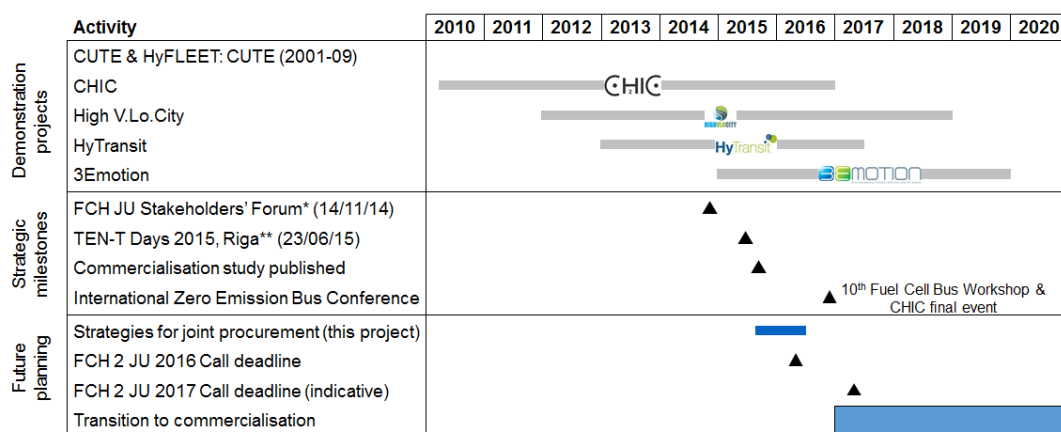 Activity 2010 2011 2012 2013 2014 2015 2016 2017 2018 2019 2020
Demonstration
projects
CUTE & HyFLEET: CUTE (2001-09)
CHIC
CH2IC
High V.Lo.City
HIGHVLOCITY
HyTransit
HyTransit
3Emotion
3EMOTION
Strategic
milestones
FCH JU Stakeholders' Forum* (14/11/14)
TEN-T Days 2015, Riga** (23/06/15)
Commercialisation study published
International Zero Emission Bus Conference
10th Fuel Cell Bus Workshop &
CHIC final event
Future
planning
Strategies for joint procurement (this project)
FCH 2 JU 2016 Call deadline
FCH 2 JU 2017 Call deadline (indicative)
Transition to commercialisation